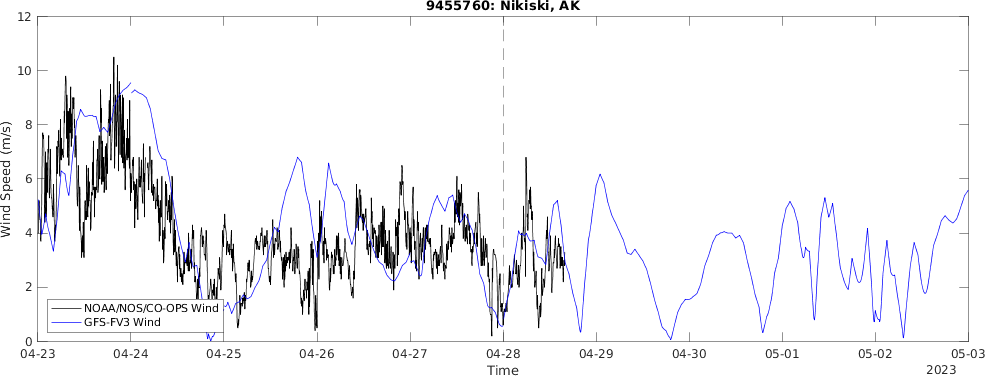 9455760: Nikiski, AK
12
10
8
6
4
2
0
Wind Speed (m/s)
NOAA/NOS/CO-OPS Wind
GFS-FV3 Wind
04-23 04-24 04-25 04-26 04-27 04-28 04-29 04-30 05-01 05-02 05-03
Time
2023